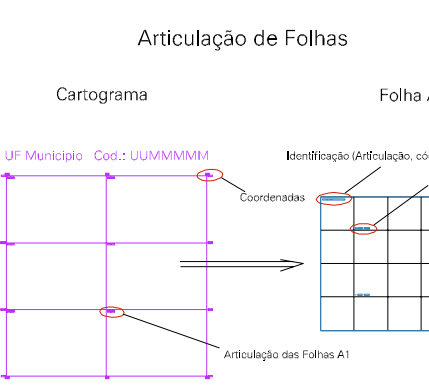 Articulação de Folhas
Cartograma
Folha
UF Municipio Cod.: UUMMMMM
Identificação (Articulação, có
Coordenadas
Articulação das Folhas A1